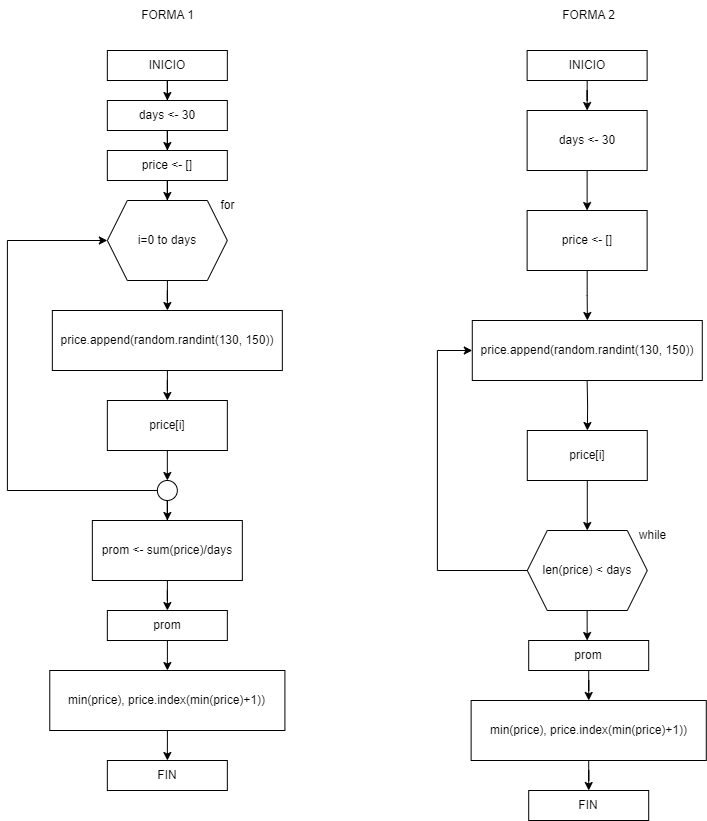 FORMA 1
INICIO
days <- 30
price <- []
for
i=0 to days
price.append(random.randint(130, 150))
price[i]
prom <- sum(price)/days
prom
min(price), price.index(min(price)+1))
FIN
FORMA 2
INICIO
days <- 30
price <- []
price.append(random.randint(130, 150))
price[i]
while
len(price) < days
prom
min(price), price.index(min(price)+1))
FIN